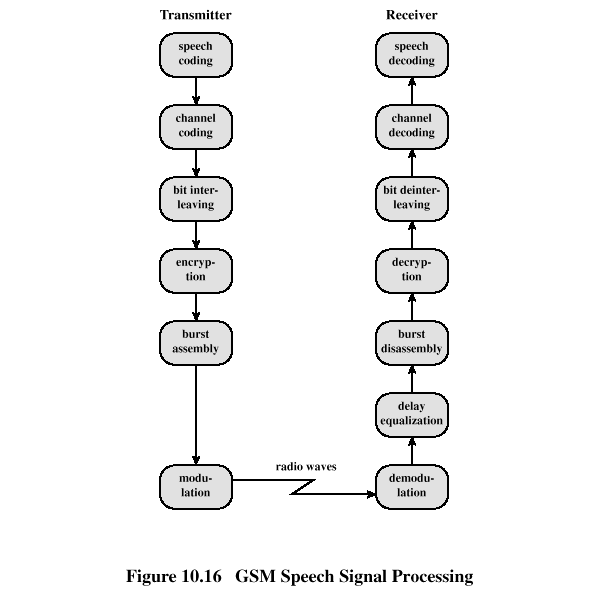 Transmitter
speech
coding
channel
coding
bit inter-
leaving
encryp-
tion
burst
assembly
modu-
lation
radio waves
Receiver
speech
decoding
channel
decoding
bit deinter-
leaving
decryp-
tion
burst
disassembly
delay
equalization
demodu-
lation
Figure 10.16 GSM Speech Signal Processing